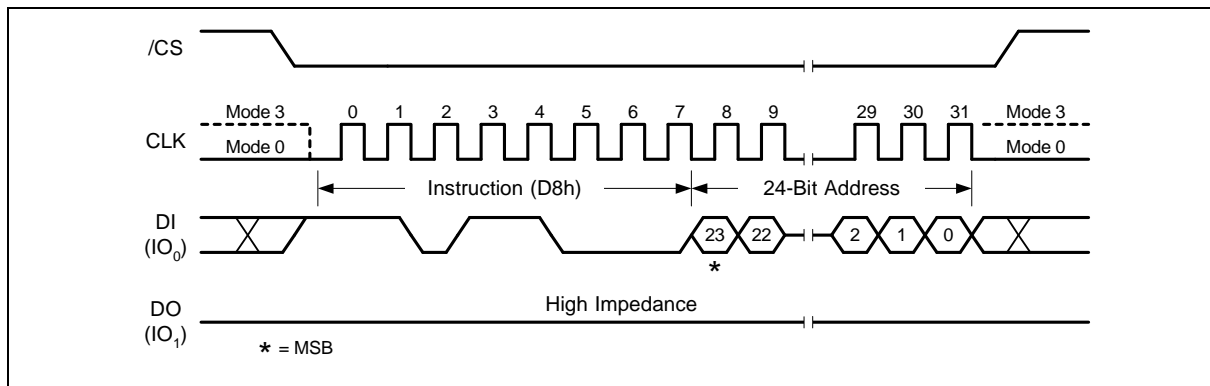 /CS
Mode 3 0 1 2 3 4 5 6 7 8 9 29 30 31 Mode 3
CLK
Mode 0 Mode 0
Instruction (D8h) 24-Bit Address
DI
(IO0)
23 22 2 1 0
*
High Impedance
DO
(IO1)
* = MSB